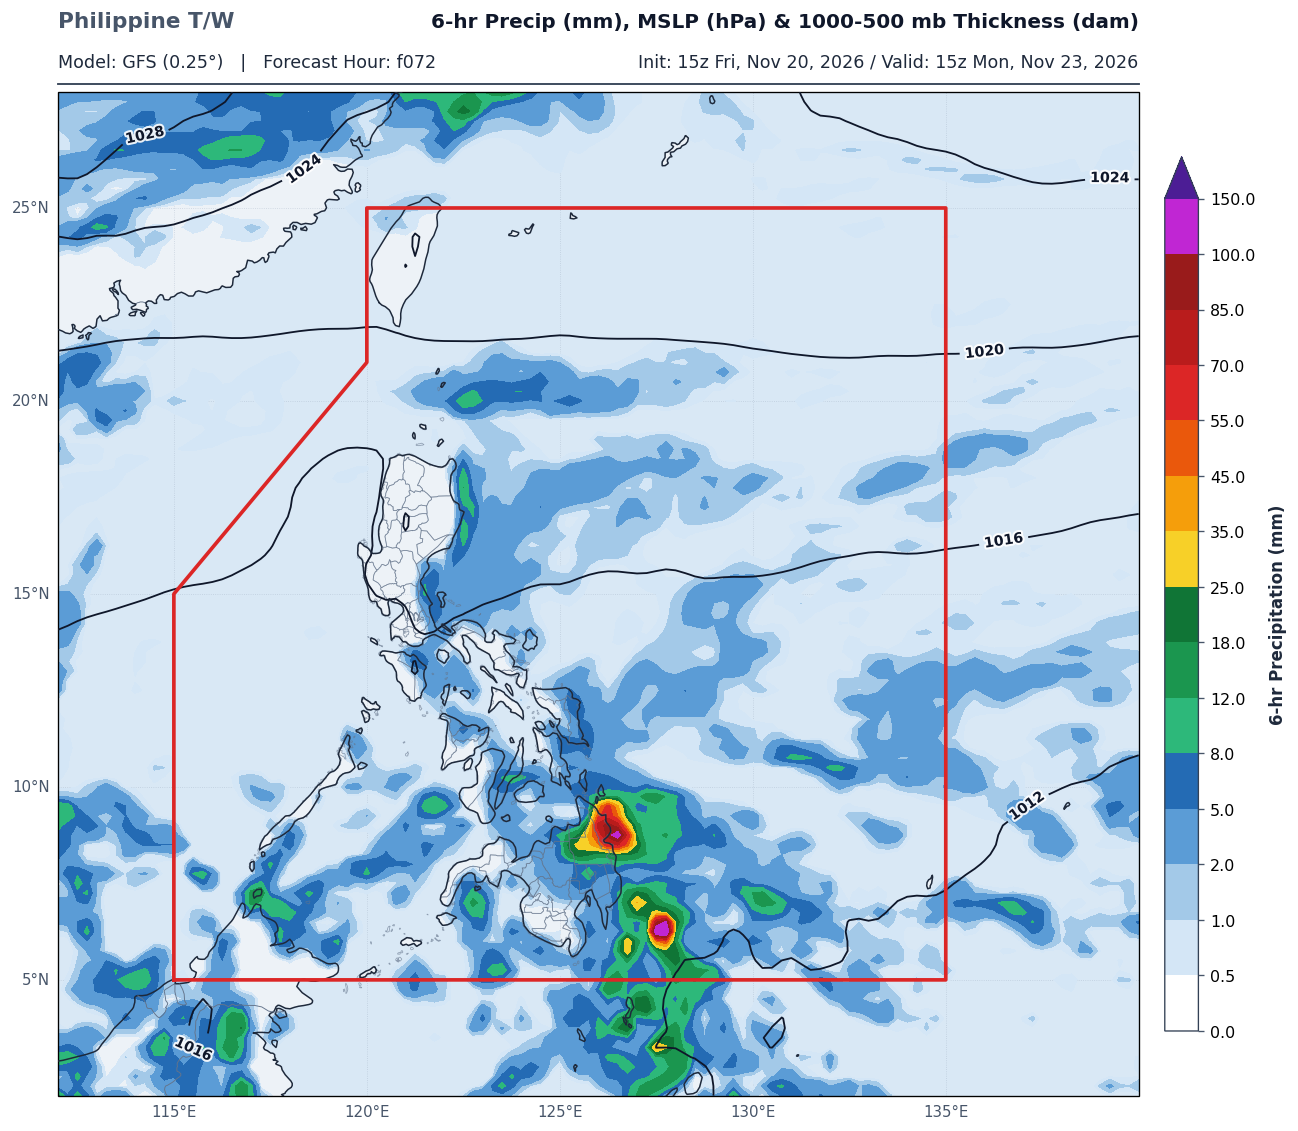 Philippine T/W
6-hr Precip (mm), MSLP (hPa) & 1000-500 mb Thickness (dam)
Model: GFS (0.25°) | Forecast Hour: f072
Init: 15z Fri, Nov 20, 2026 / Valid: 15z Mon, Nov 23, 2026
1028
1024
1024
1020
1016
1012
1016
25°N
20°N
15°N
10°N
5°N
115°E
120°E
125°E
130°E
135°E
150.0
100.0
85.0
70.0
55.0
45.0
35.0
25.0
18.0
12.0
8.0
5.0
2.0
1.0
0.5
0.0
6-hr Precipitation (mm)